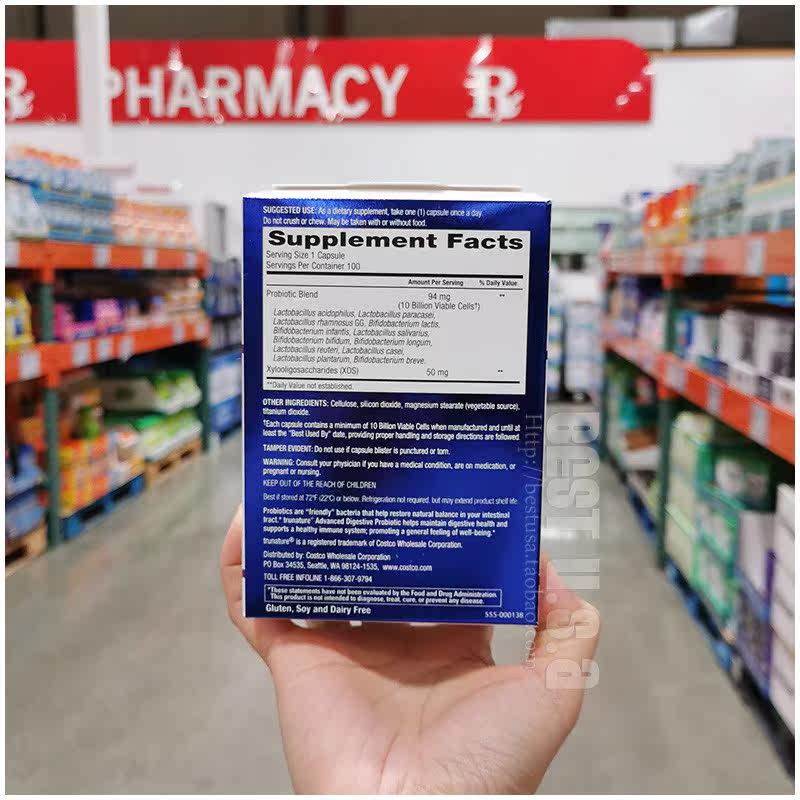 PHARMACY Rx
SUGGESTED USE: As a dietary supplement, take one (1) capsule once a day.
Do not crush or chew. May be taken with or without food.
Supplement Facts
Serving Size 1 Capsule
Servings Per Container 100
Amount Per Serving % Daily Value
Probiotic Blend 94 mg **
(10 Billion Viable Cells†)
Lactobacillus acidophilus, Lactobacillus paracasei,
Lactobacillus rhamnosus GG, Bifidobacterium lactis,
Bifidobacterium infantis, Lactobacillus salivarius,
Bifidobacterium bifidum, Bifidobacterium longum,
Lactobacillus reuteri, Lactobacillus casei,
Lactobacillus plantarum, Bifidobacterium breve.
Xylooligosaccharides (XOS) 50 mg **
**Daily Value not established.
OTHER INGREDIENTS: Cellulose, silicon dioxide, magnesium stearate (vegetable source),
titanium dioxide.
†Each capsule contains a minimum of 10 Billion Viable Cells when manufactured and until at
least the "Best Used By" date, providing proper handling and storage directions are followed.
TAMPER EVIDENT: Do not use if capsule blister is punctured or torn.
WARNING: Consult your physician if you have a medical condition, are on medication, or
pregnant or nursing.
KEEP OUT OF THE REACH OF CHILDREN
Best if stored at 72°F (22°C) or below. Refrigeration not required, but may extend product shelf life.
Probiotics are "friendly" bacteria that help restore natural balance in your intestinal
tract.* trunature® Advanced Digestive Probiotic helps maintain digestive health and
supports a healthy immune system; promoting a general feeling of well-being.*
trunature® is a registered trademark of Costco Wholesale Corporation.
Distributed by: Costco Wholesale Corporation
PO Box 34535, Seattle, WA 98124-1535, www.costco.com
TOLL FREE INFOLINE 1-866-307-9794
*These statements have not been evaluated by the Food and Drug Administration.
This product is not intended to diagnose, treat, cure, or prevent any disease.
Gluten, Soy and Dairy Free
555-000138
Http://bestusa.taobao.com
BEST U.S.A